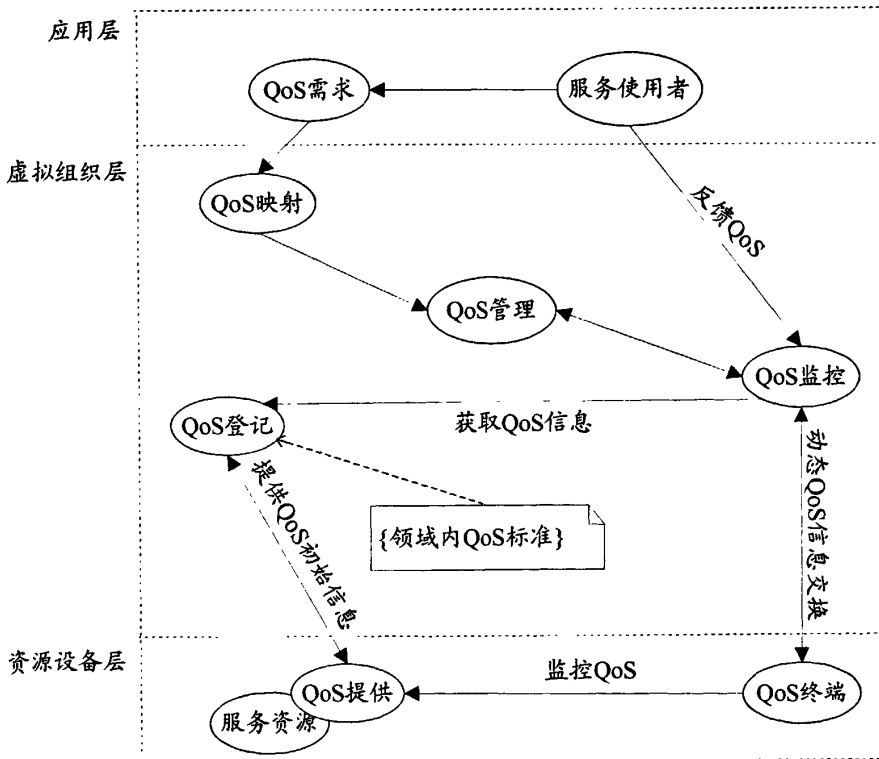 应用层
QoS需求
服务使用者
虚拟组织层
QoS映射
反馈QoS
QoS管理
QoS监控
QoS登记
获取QoS信息
提供QoS初始信息
{领域内QoS标准}
动态QoS信息交换
资源设备层
监控QoS
QoS提供
QoS终端
服务资源